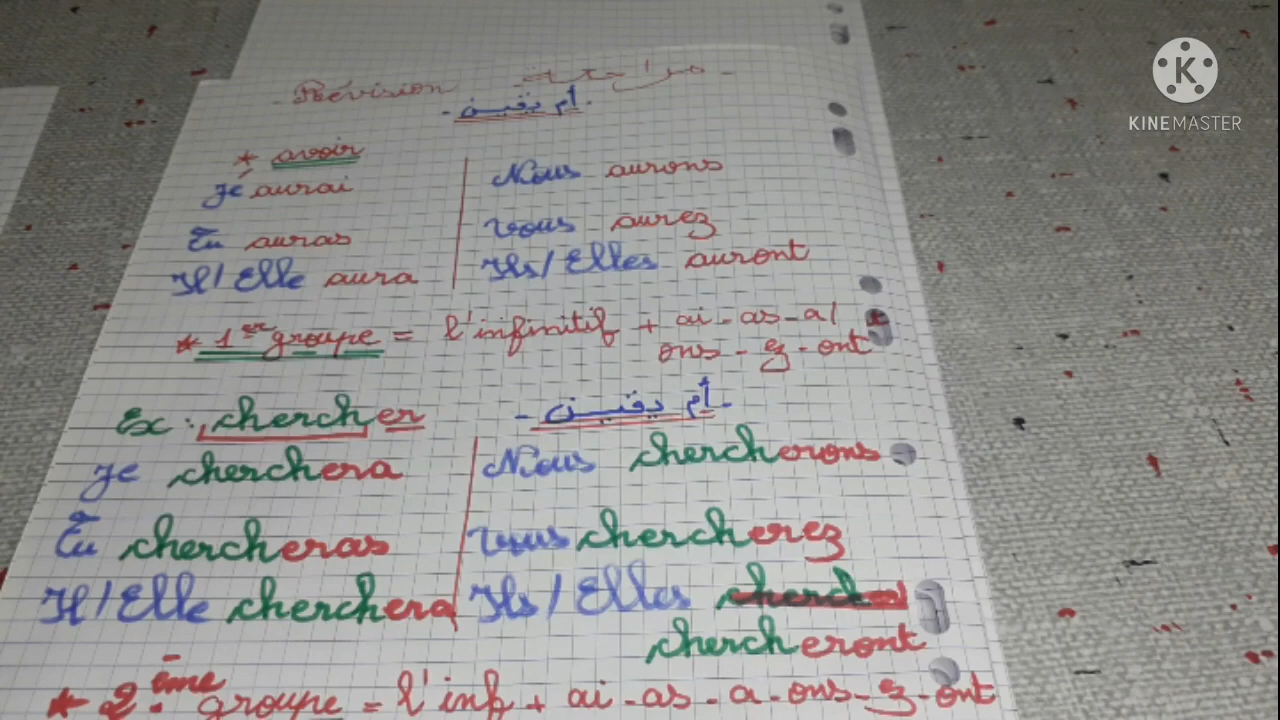 - Révision مراجعة -
- أم يقين -
* avoir
Je aurai
Tu auras
Il/Elle aura
Nous aurons
Vous aurez
Ils/Elles auront
* 1er groupe = l'infinitif + ai-as-a/
ons-ez-ont
Ex: chercher
- أم يقين -
Je cherchera
Tu chercheras
Il/Elle cherchera
Nous chercherons
Vous chercherez
Ils/Elles
chercheront
* 2ème groupe = l'inf + ai-as-a-ons-ez-ont
KINEMASTER